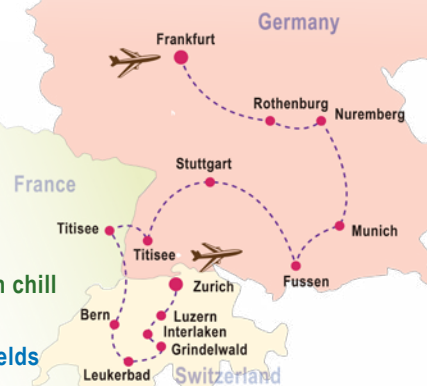 Germany
Frankfurt
Rothenburg
Nuremberg
Stuttgart
France
Titisee
Munich
Titisee
n chill
Fussen
Zurich
Bern
Luzern
Interlaken
Grindelwald
elds
Leukerbad
Switzerland